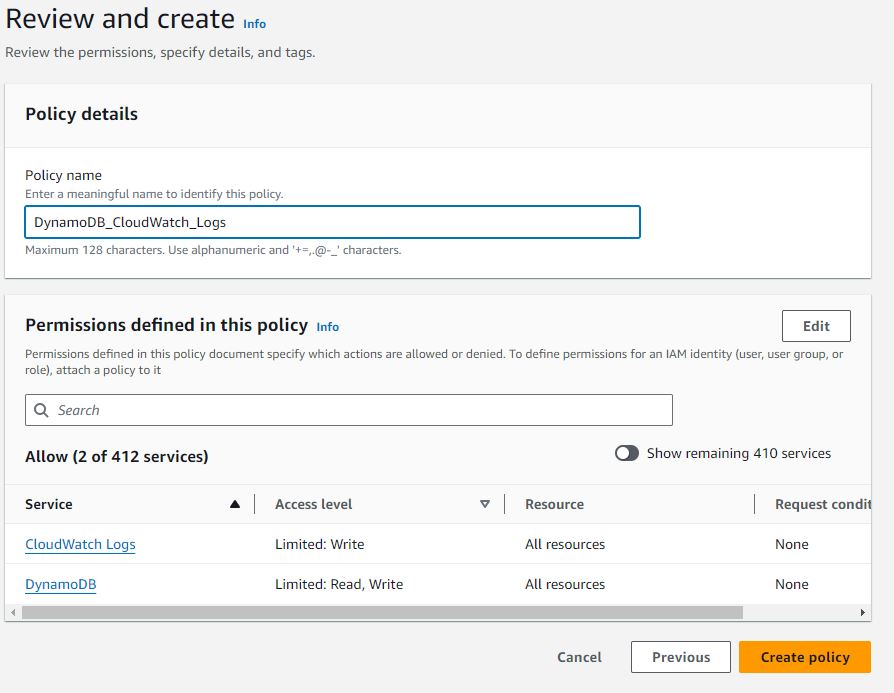 Review and create Info
Review the permissions, specify details, and tags.
Policy details
Policy name
Enter a meaningful name to identify this policy.
DynamoDB_CloudWatch_Logs
Maximum 128 characters. Use alphanumeric and '+=,.@-_' characters.
Permissions defined in this policy Info
Edit
Permissions defined in this policy document specify which actions are allowed or denied. To define permissions for an IAM identity (user, user group, or
role), attach a policy to it
Search
Allow (2 of 412 services)
Show remaining 410 services
Service Access level Resource Request condit
CloudWatch Logs Limited: Write All resources None
DynamoDB Limited: Read, Write All resources None
Cancel Previous Create policy